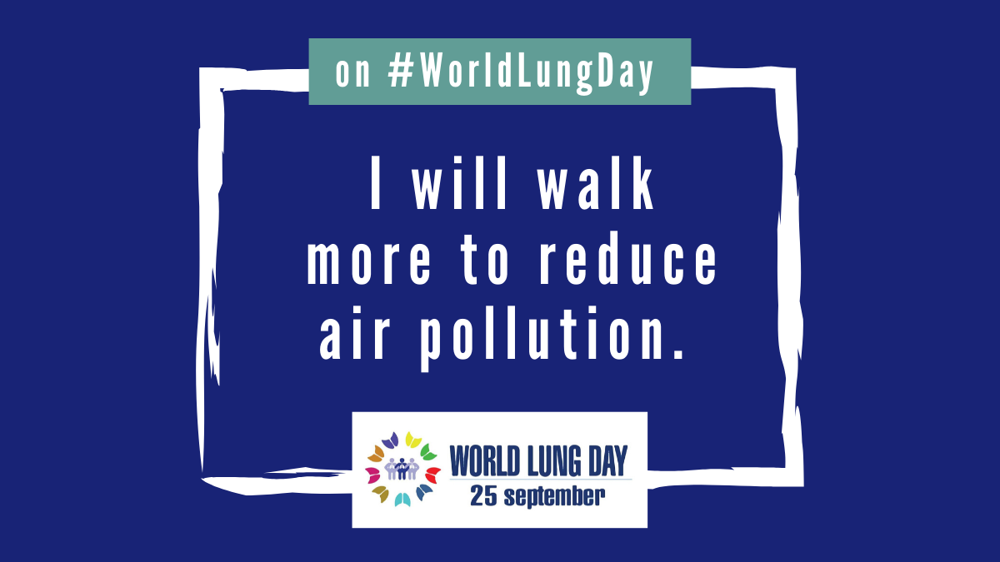 on #WorldLungDay
I will walk
more to reduce
air pollution.
WORLD LUNG DAY
25 september